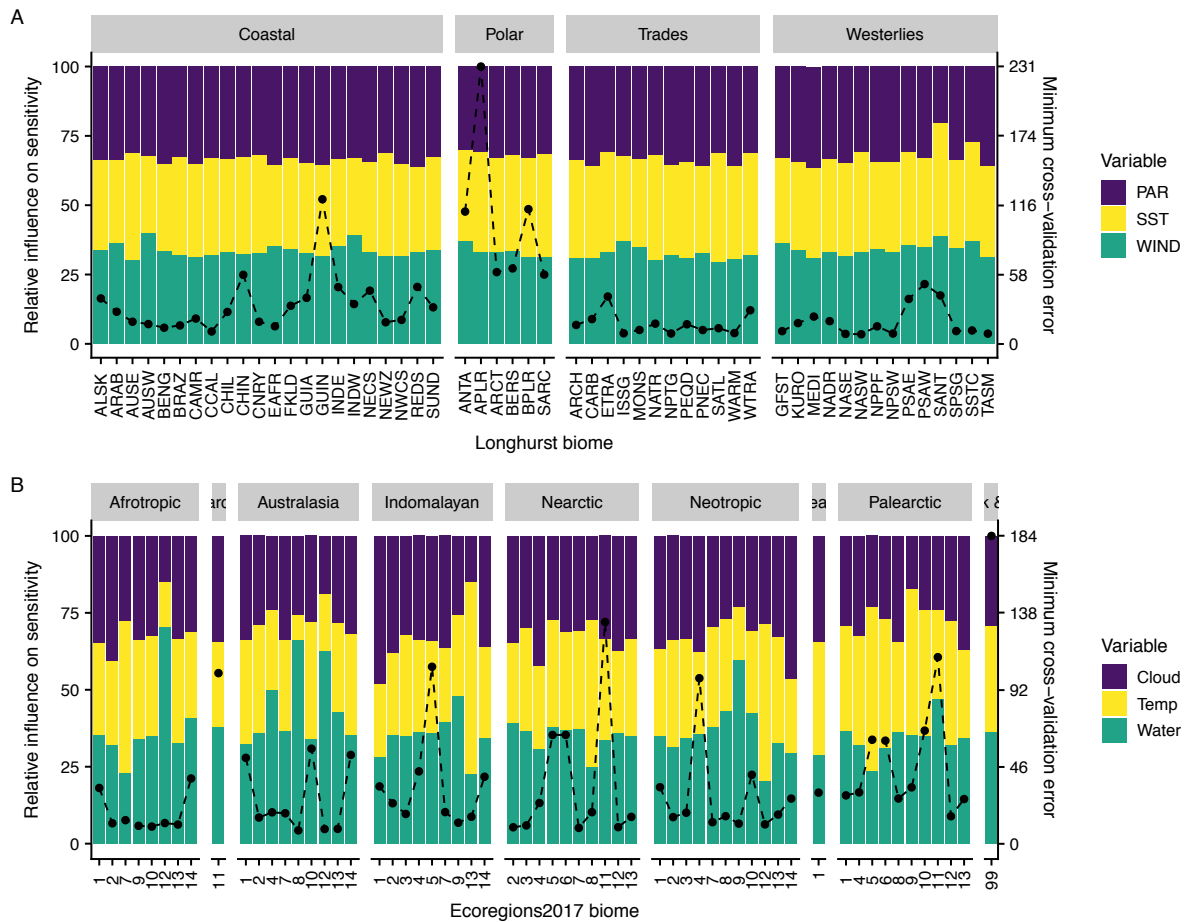 A
Coastal Polar Trades Westerlies
Relative influence on sensitivity
100
75
50
25
0
231
174
116
58
0
Minimum cross-validation error
Variable
PAR
SST
WIND
ALSK ARAB AUSE AUSW BENG BRAZ CAMR CCAL CHIL CHIN CNRY EAFR FKLD GUIA GUIN INDE INDW NECS NEWZ NWCS REDS SUND ANTA APLR ARCT BERS BPLR SARC ARCH CARB ETRA ISSG MONS NATR NPTG PEQD PNEC SATL WARM WTRA GFST KURO MEDI NADR NASE NASW NPPF NPSW PSAE PSAW SANT SPSG SSTC TASM
Longhurst biome
B
Afrotropic Australasia Indomalayan Nearctic Neotropic Palearctic k &
Relative influence on sensitivity
100
75
50
25
0
184
138
92
46
0
Minimum cross-validation error
Variable
Cloud
Temp
Water
1 2 7 9 10 12 13 14 11 1 2 4 7 8 10 12 13 14 1 2 3 4 5 7 9 13 14 2 3 4 5 6 7 8 11 12 13 1 2 3 4 7 8 9 10 12 13 14 1 1 4 5 6 8 9 10 11 12 13 99
Ecoregions2017 biome